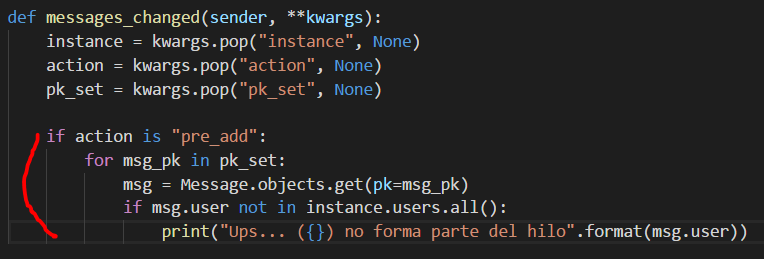 def messages_changed(sender, **kwargs):
    instance = kwargs.pop("instance", None)
    action = kwargs.pop("action", None)
    pk_set = kwargs.pop("pk_set", None)

    if action is "pre_add":
        for msg_pk in pk_set:
            msg = Message.objects.get(pk=msg_pk)
            if msg.user not in instance.users.all():
                print("Ups... ({}) no forma parte del hilo".format(msg.user))